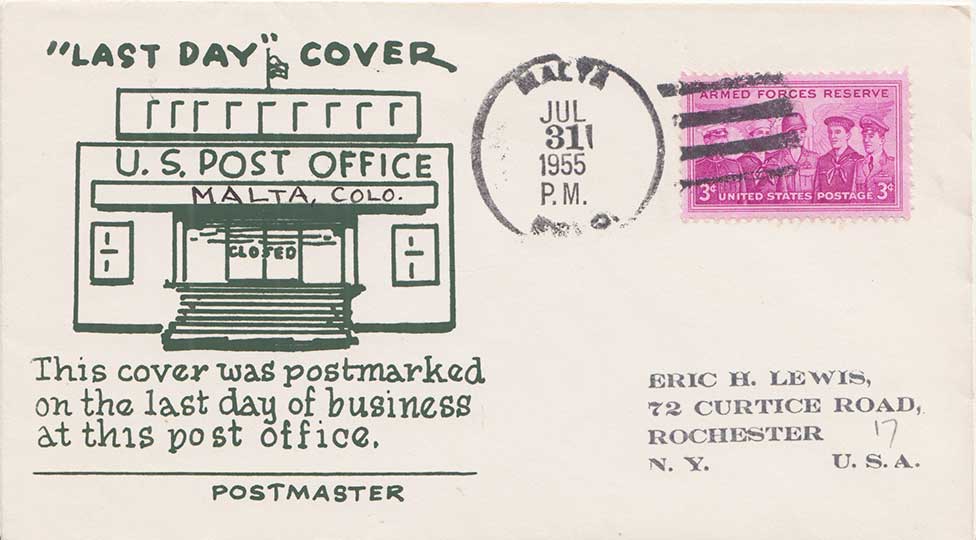 "LAST DAY" COVER
U.S. POST OFFICE
MALTA, COLO.
CLOSED
This cover was postmarked
on the last day of business
at this post office.
POSTMASTER
MALTA
JUL
31
1955
P.M.
ARMED FORCES RESERVE
3¢ UNITED STATES POSTAGE 3¢
ERIC H. LEWIS,
72 CURTICE ROAD,
ROCHESTER 17
N. Y. U. S. A.